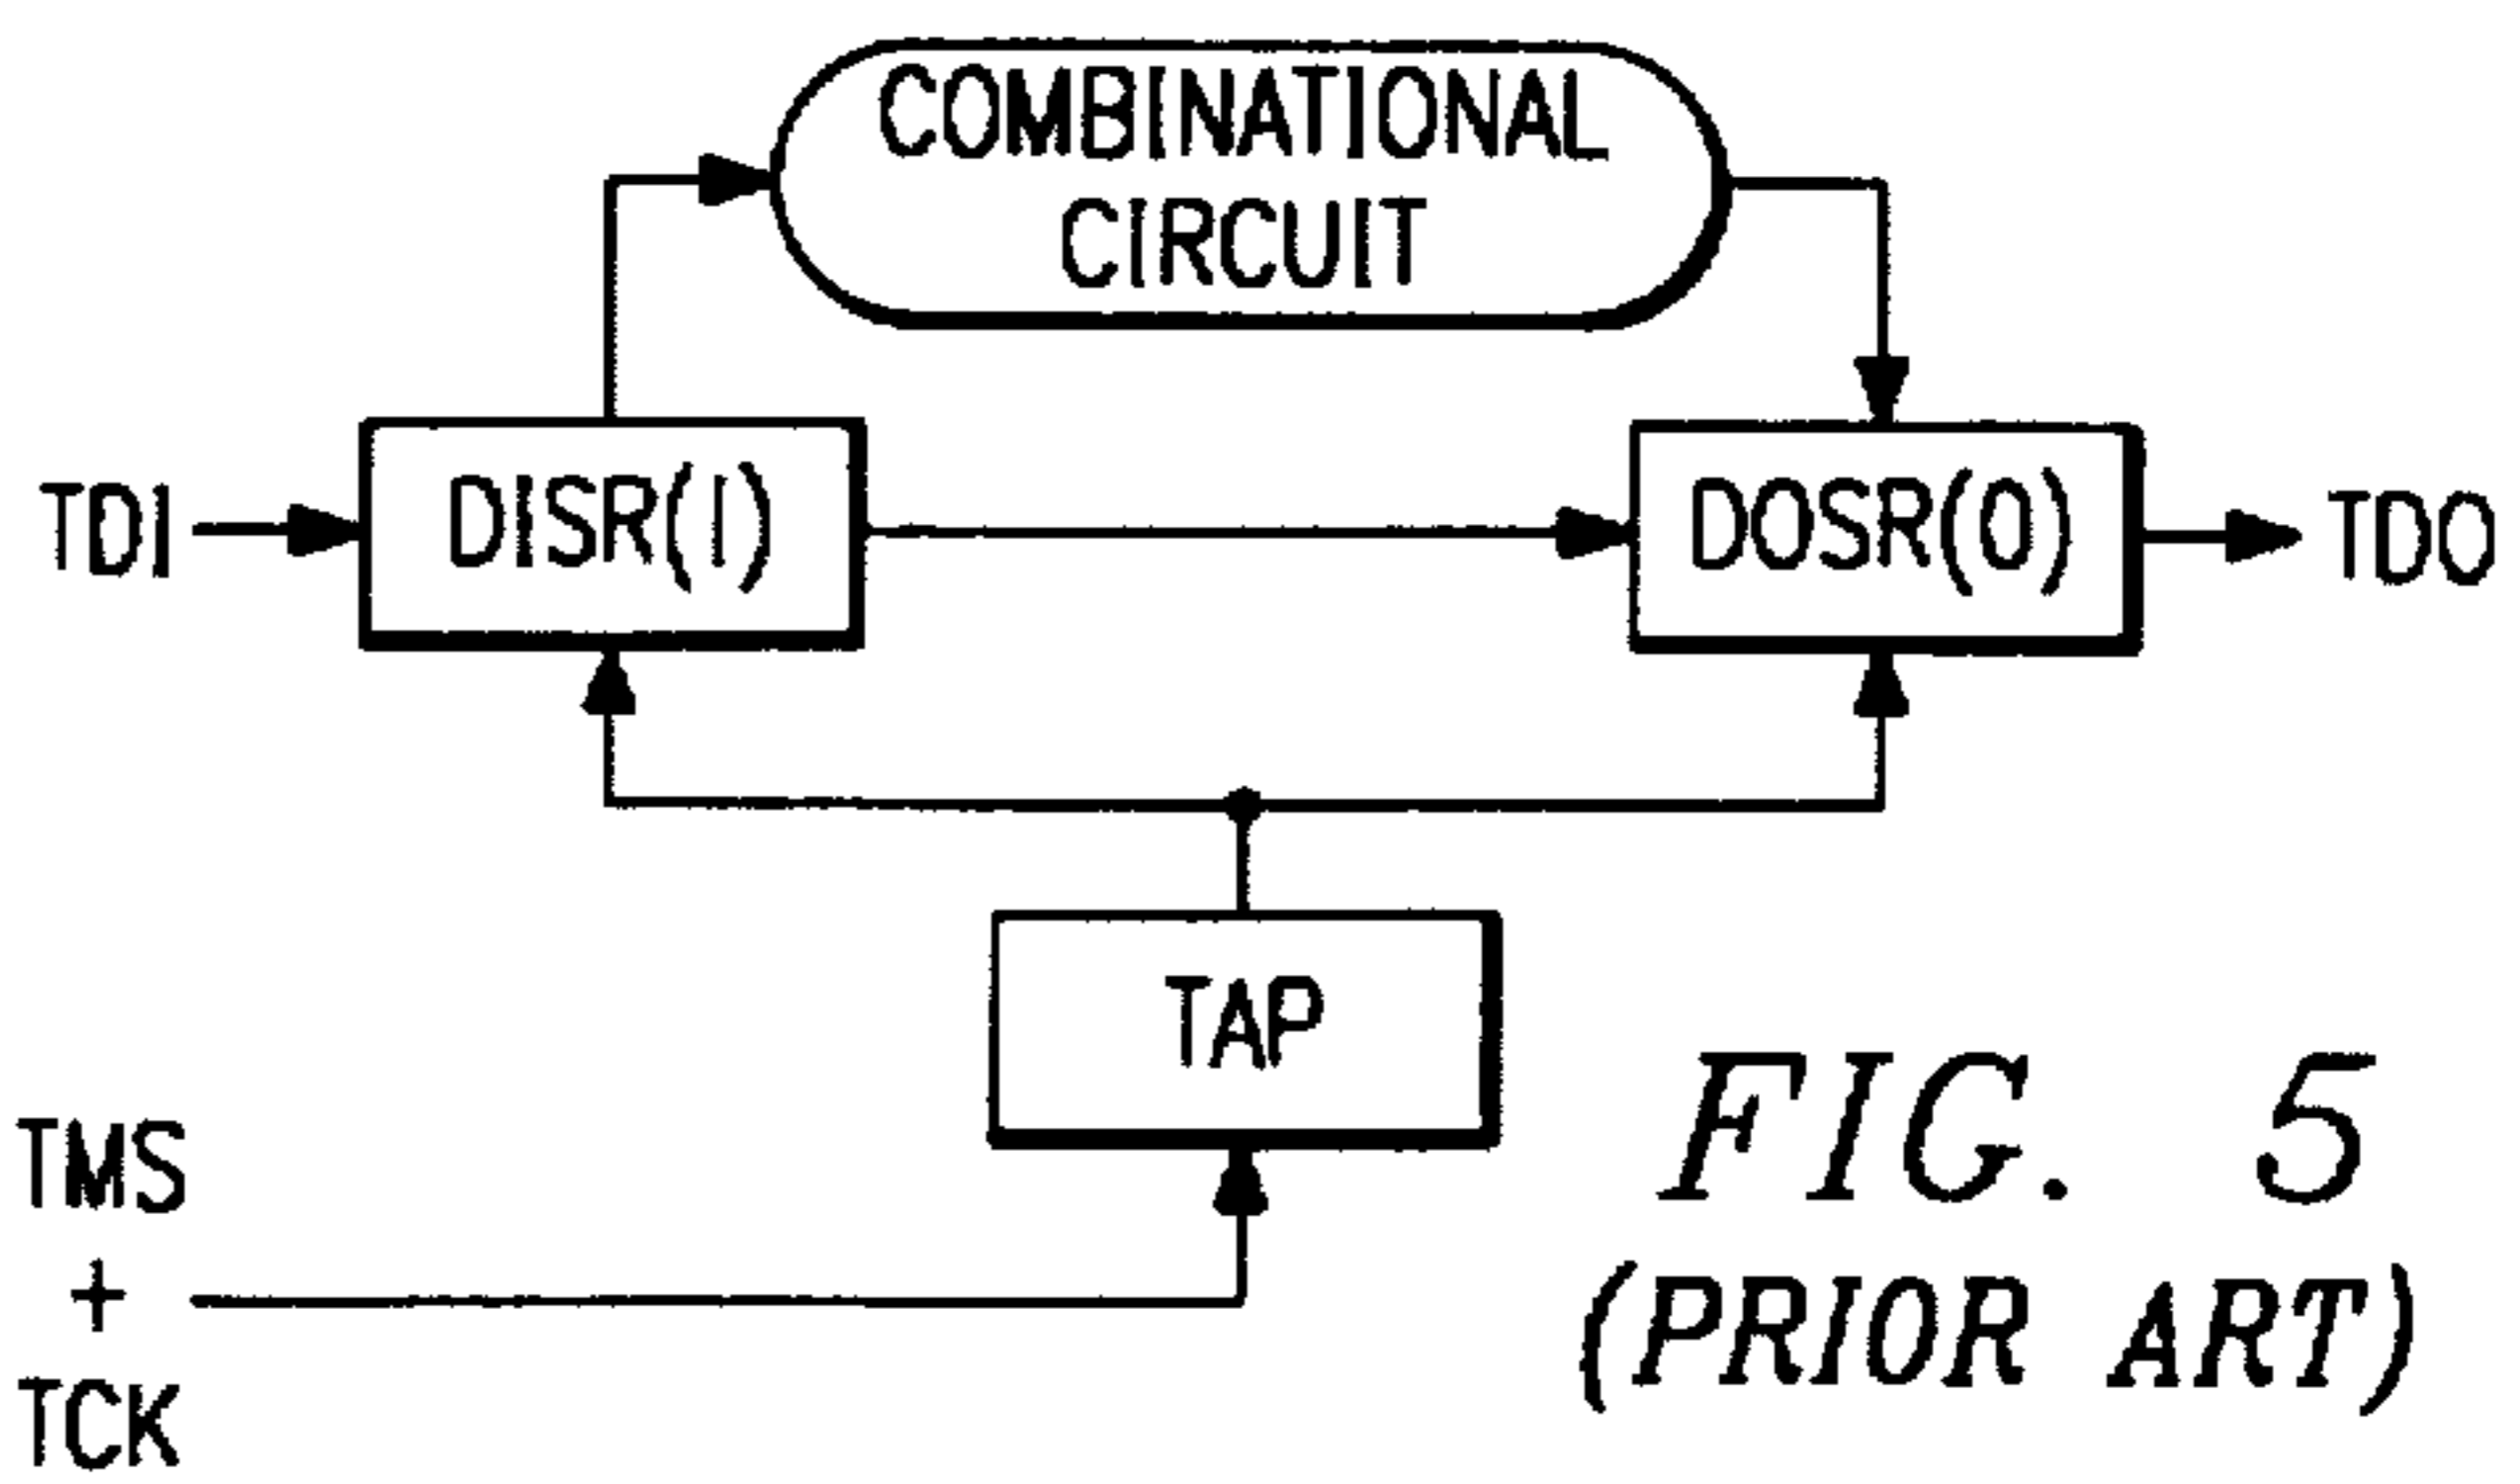 COMBINATIONAL
CIRCUIT
TDI
DISR(I)
DOSR(O)
TDO
TAP
TMS
+
TCK
FIG. 5
(PRIOR ART)